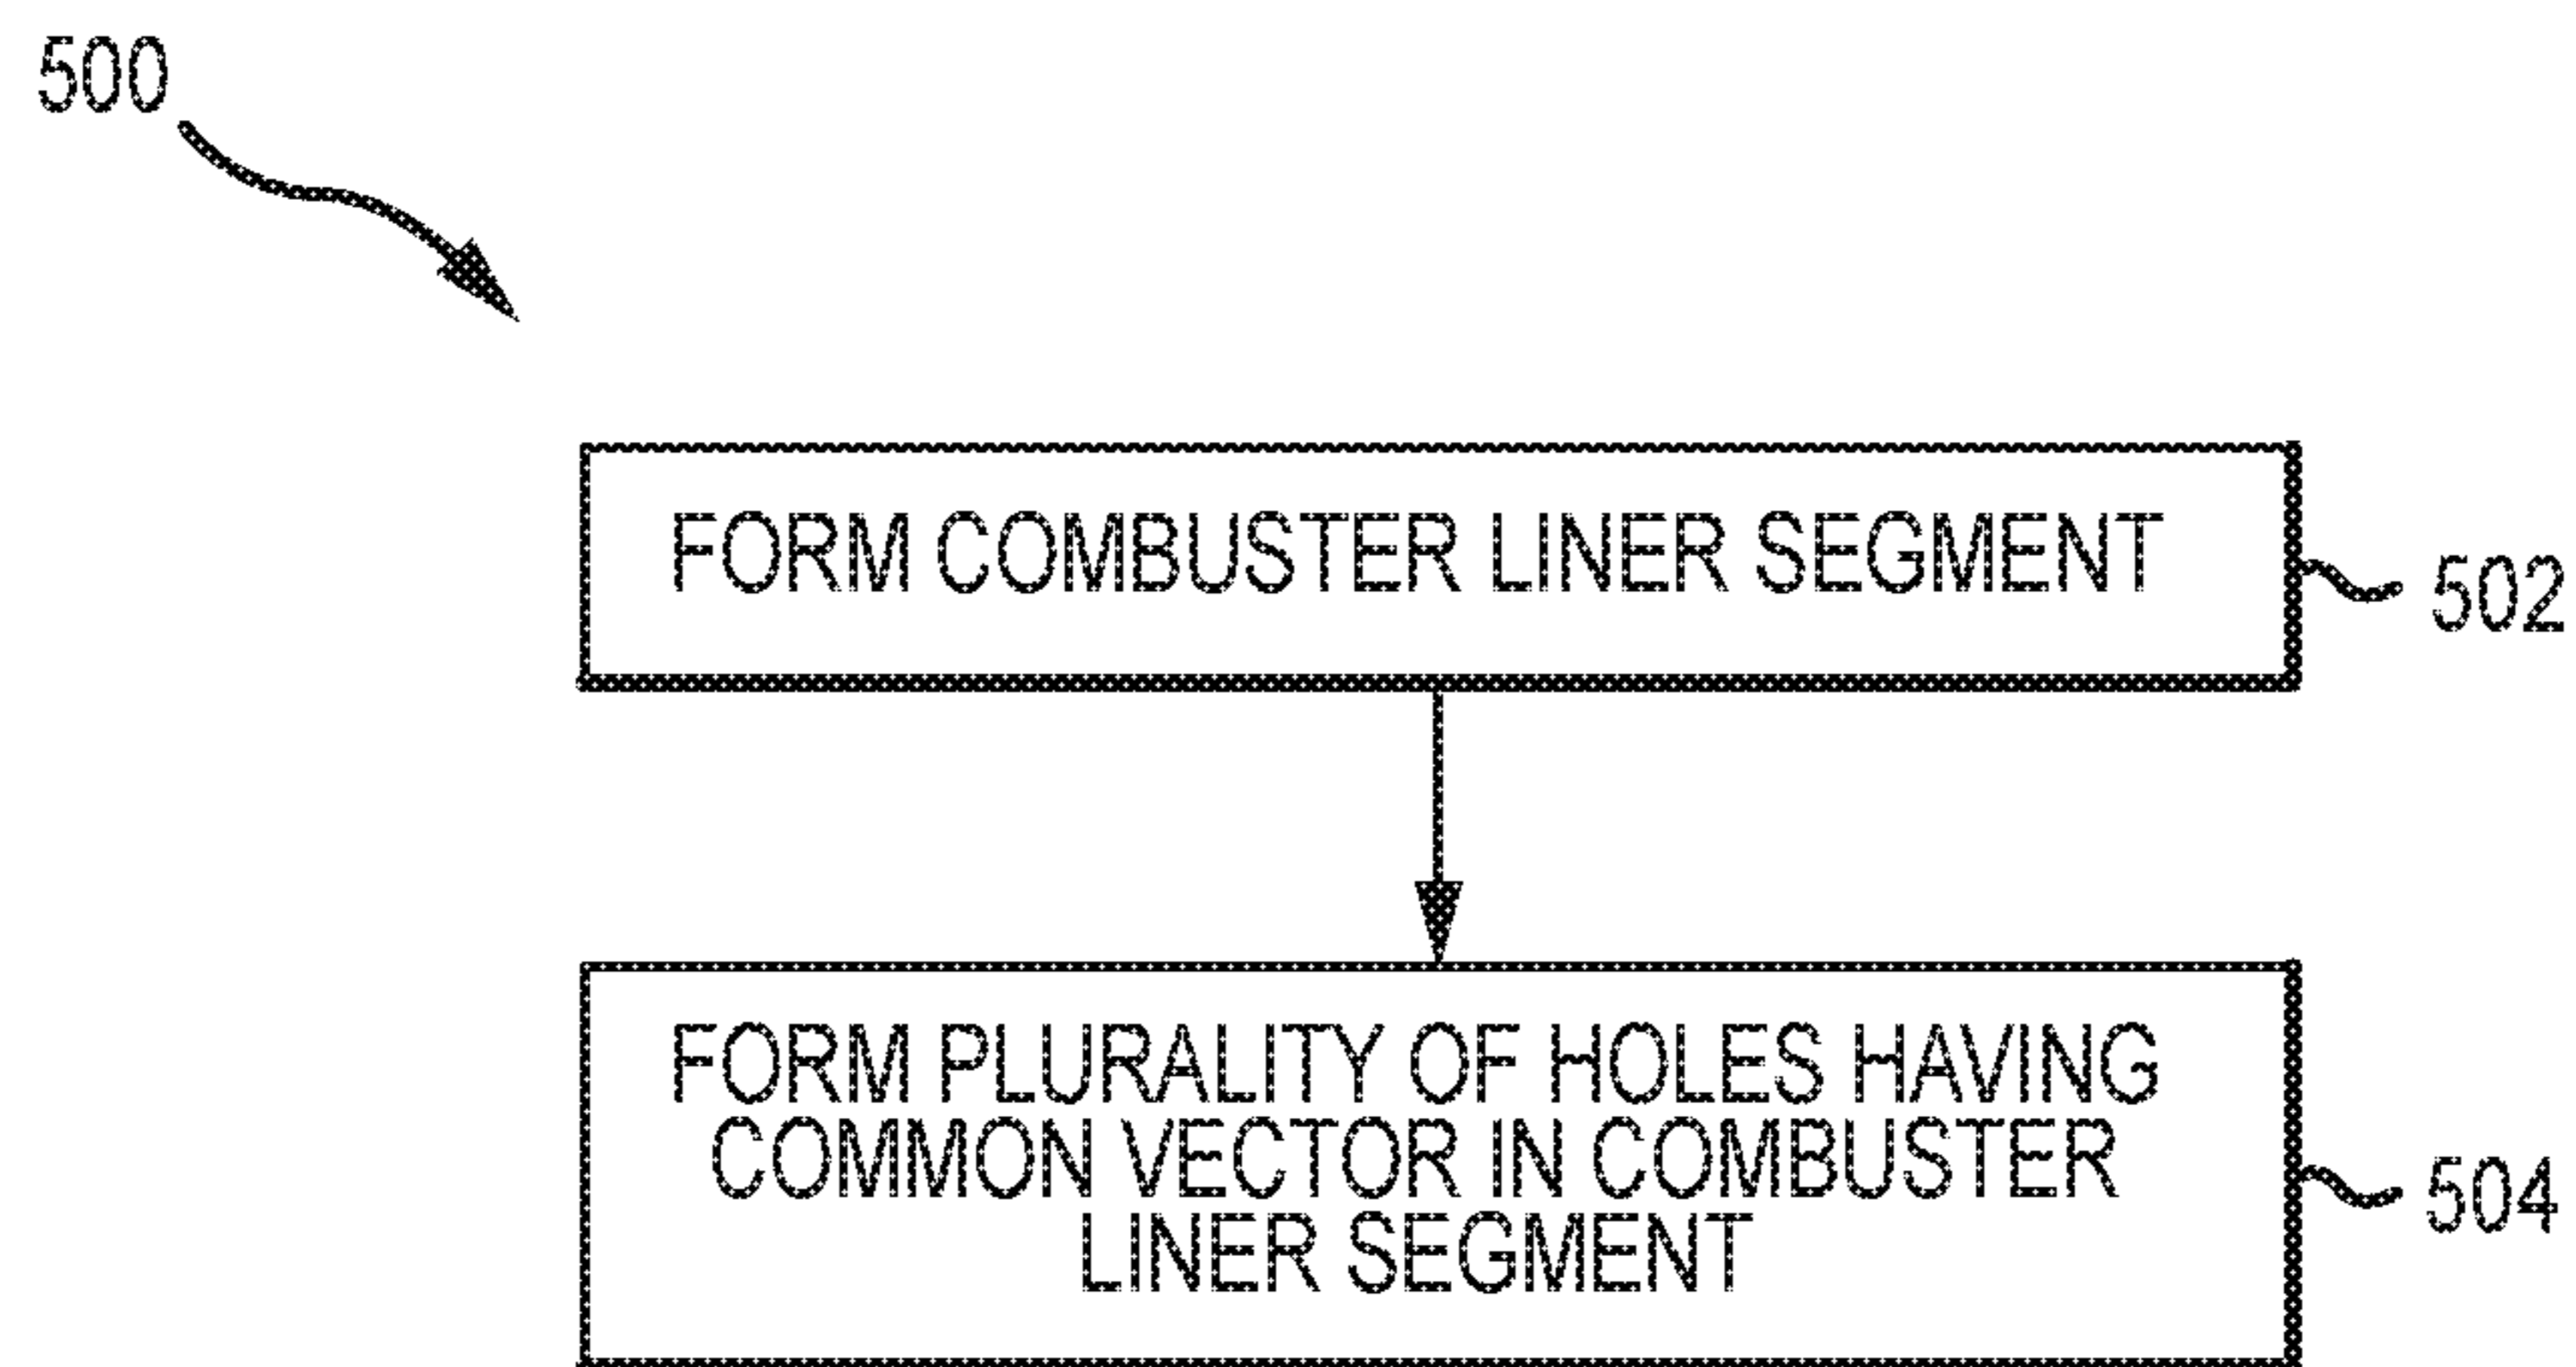 500
FORM COMBUSTER LINER SEGMENT
502
FORM PLURALITY OF HOLES HAVING
COMMON VECTOR IN COMBUSTER
LINER SEGMENT
504